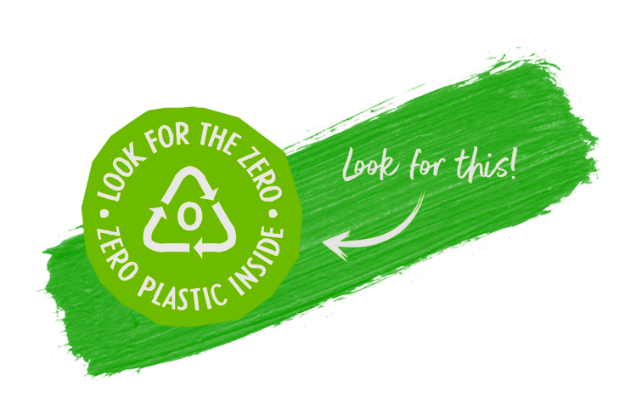 • LOOK FOR THE ZERO •
ZERO PLASTIC INSIDE
0
Look for this!